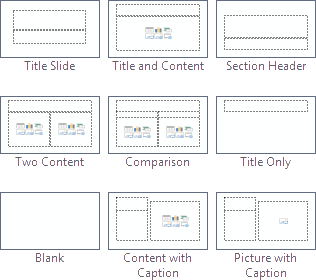 Title Slide
Title and Content
Section Header
Two Content
Comparison
Title Only
Blank
Content with
Caption
Picture with
Caption